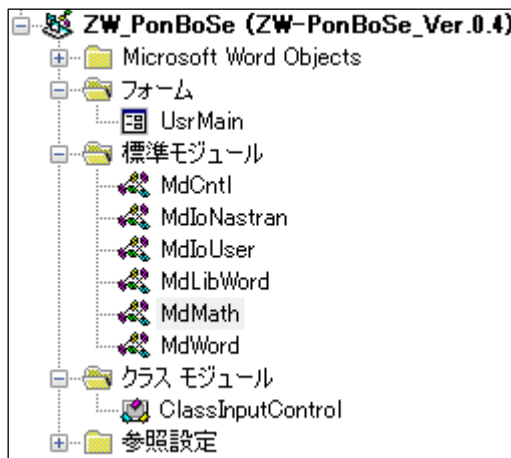 ZW_PonBoSe (ZW-PonBoSe_Ver.0.4)
Microsoft Word Objects
フォーム
UsrMain
標準モジュール
MdCntl
MdIoNastran
MdIoUser
MdLibWord
MdMath
MdWord
クラス モジュール
ClassInputControl
参照設定